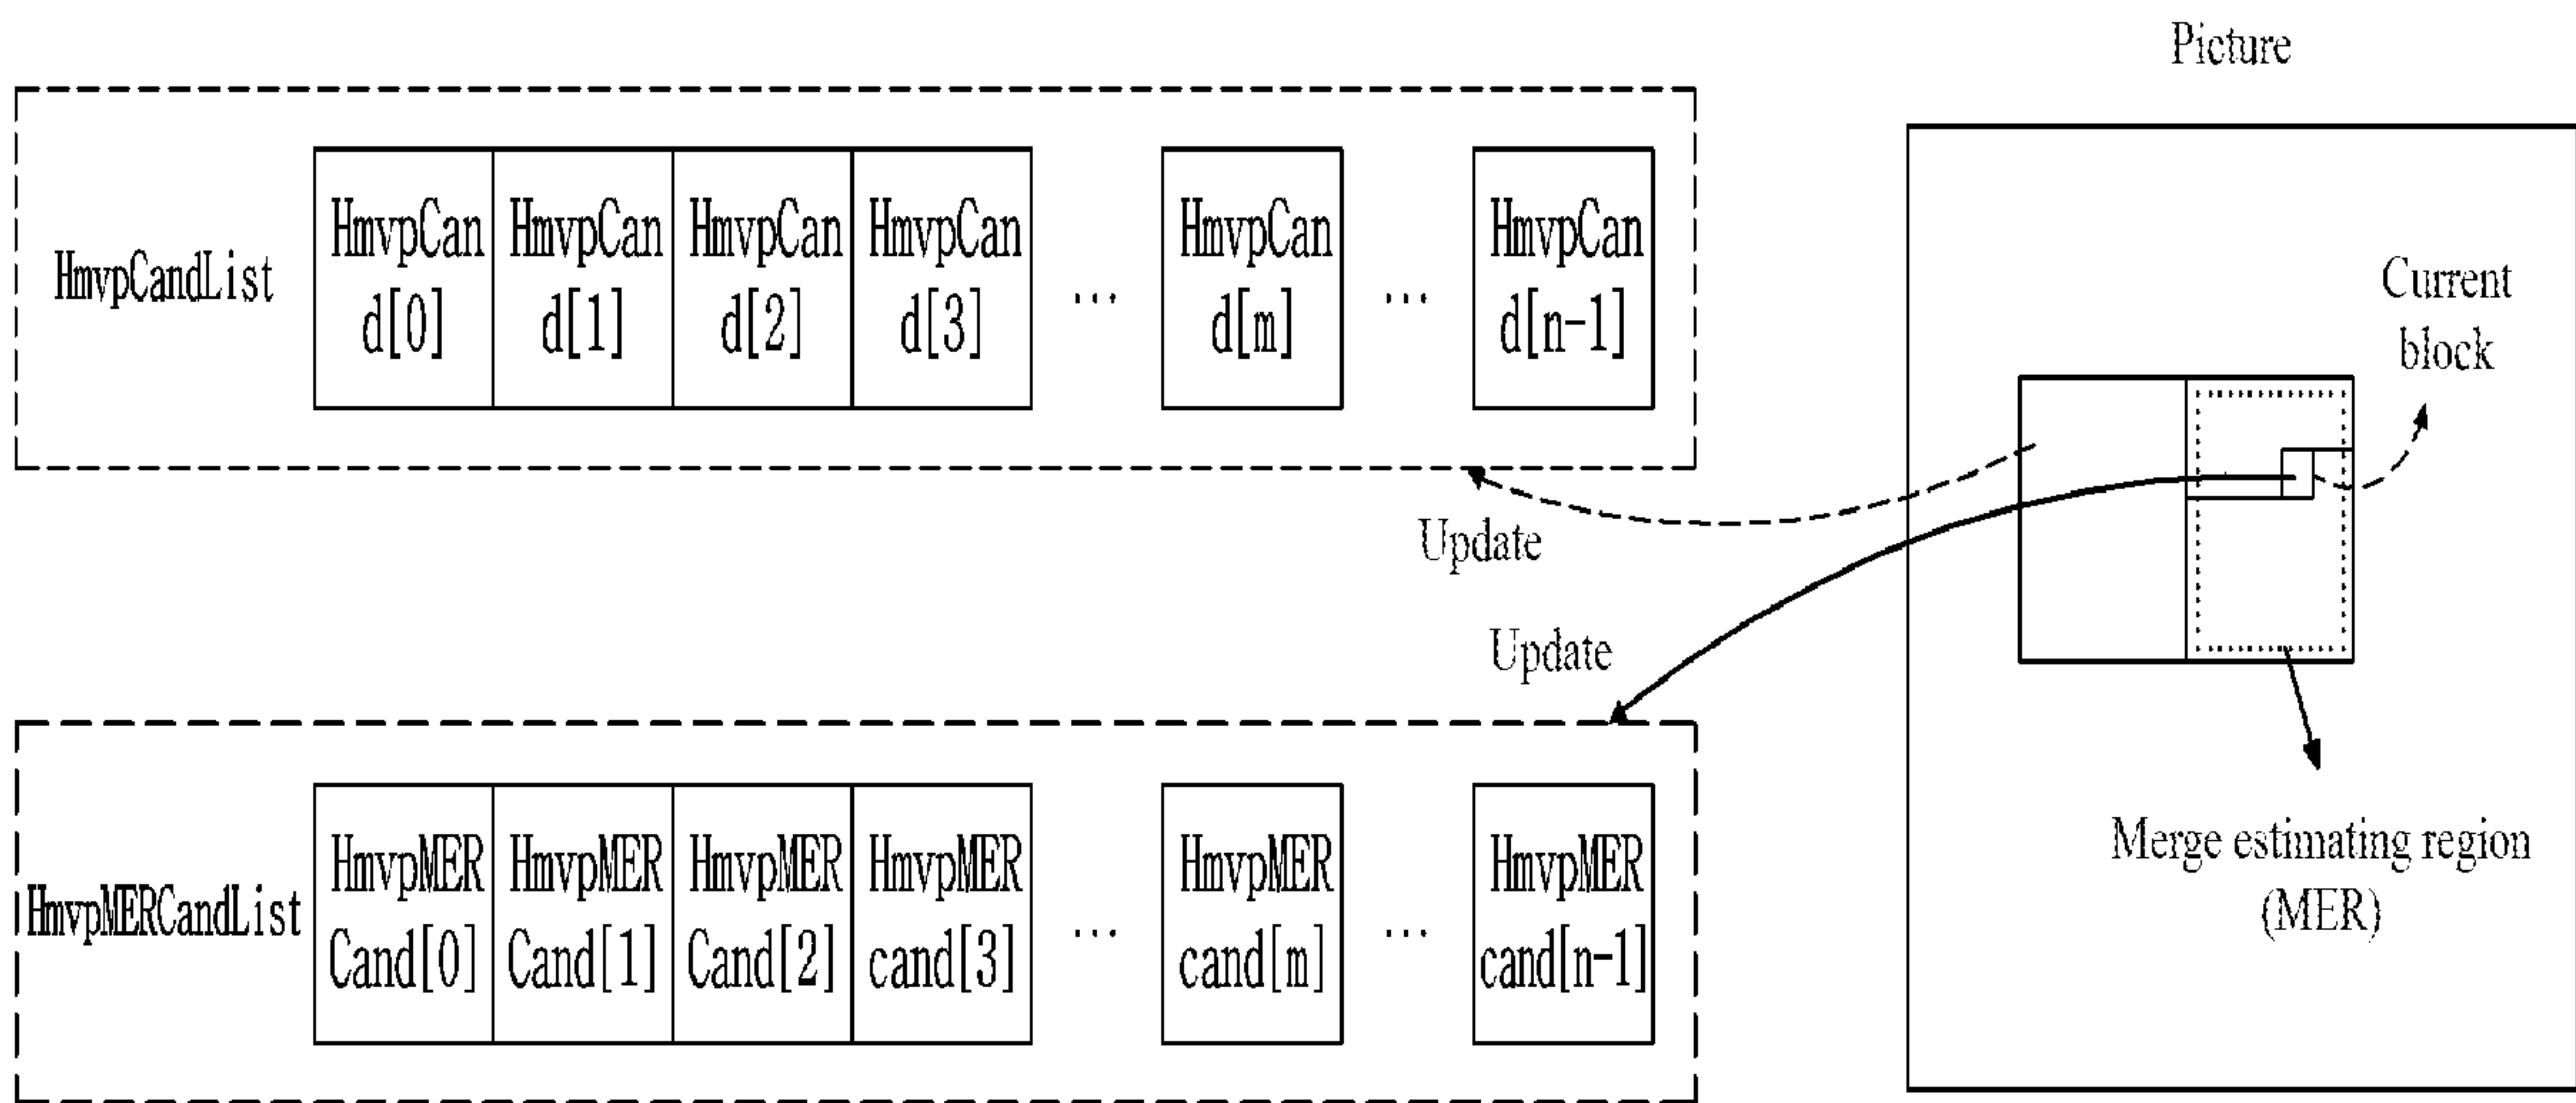 Picture
HmvpCandList
HmvpCan
d[0]
HmvpCan
d[1]
HmvpCan
d[2]
HmvpCan
d[3]
...
HmvpCan
d[m]
...
HmvpCan
d[n-1]
Current
block
Update
Update
HmvpMERCandList
HmvpMER
Cand[0]
HmvpMER
Cand[1]
HmvpMER
Cand[2]
HmvpMER
cand[3]
...
HmvpMER
cand[m]
...
HmvpMER
cand[n-1]
Merge estimating region
(MER)